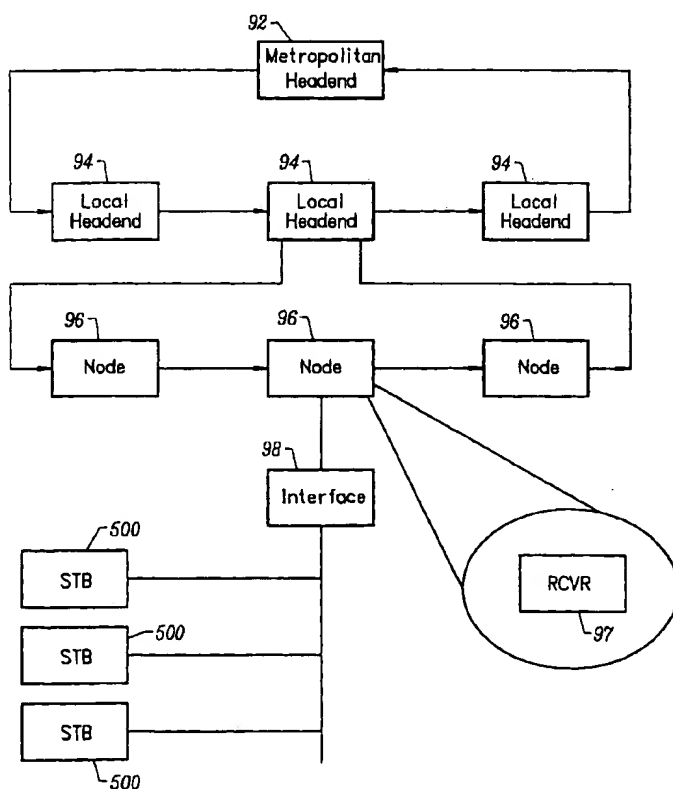 92
Metropolitan
Headend
94
94
94
Local
Headend
Local
Headend
Local
Headend
96
96
96
Node
Node
Node
98
Interface
500
STB
500
STB
STB
500
RCVR
97